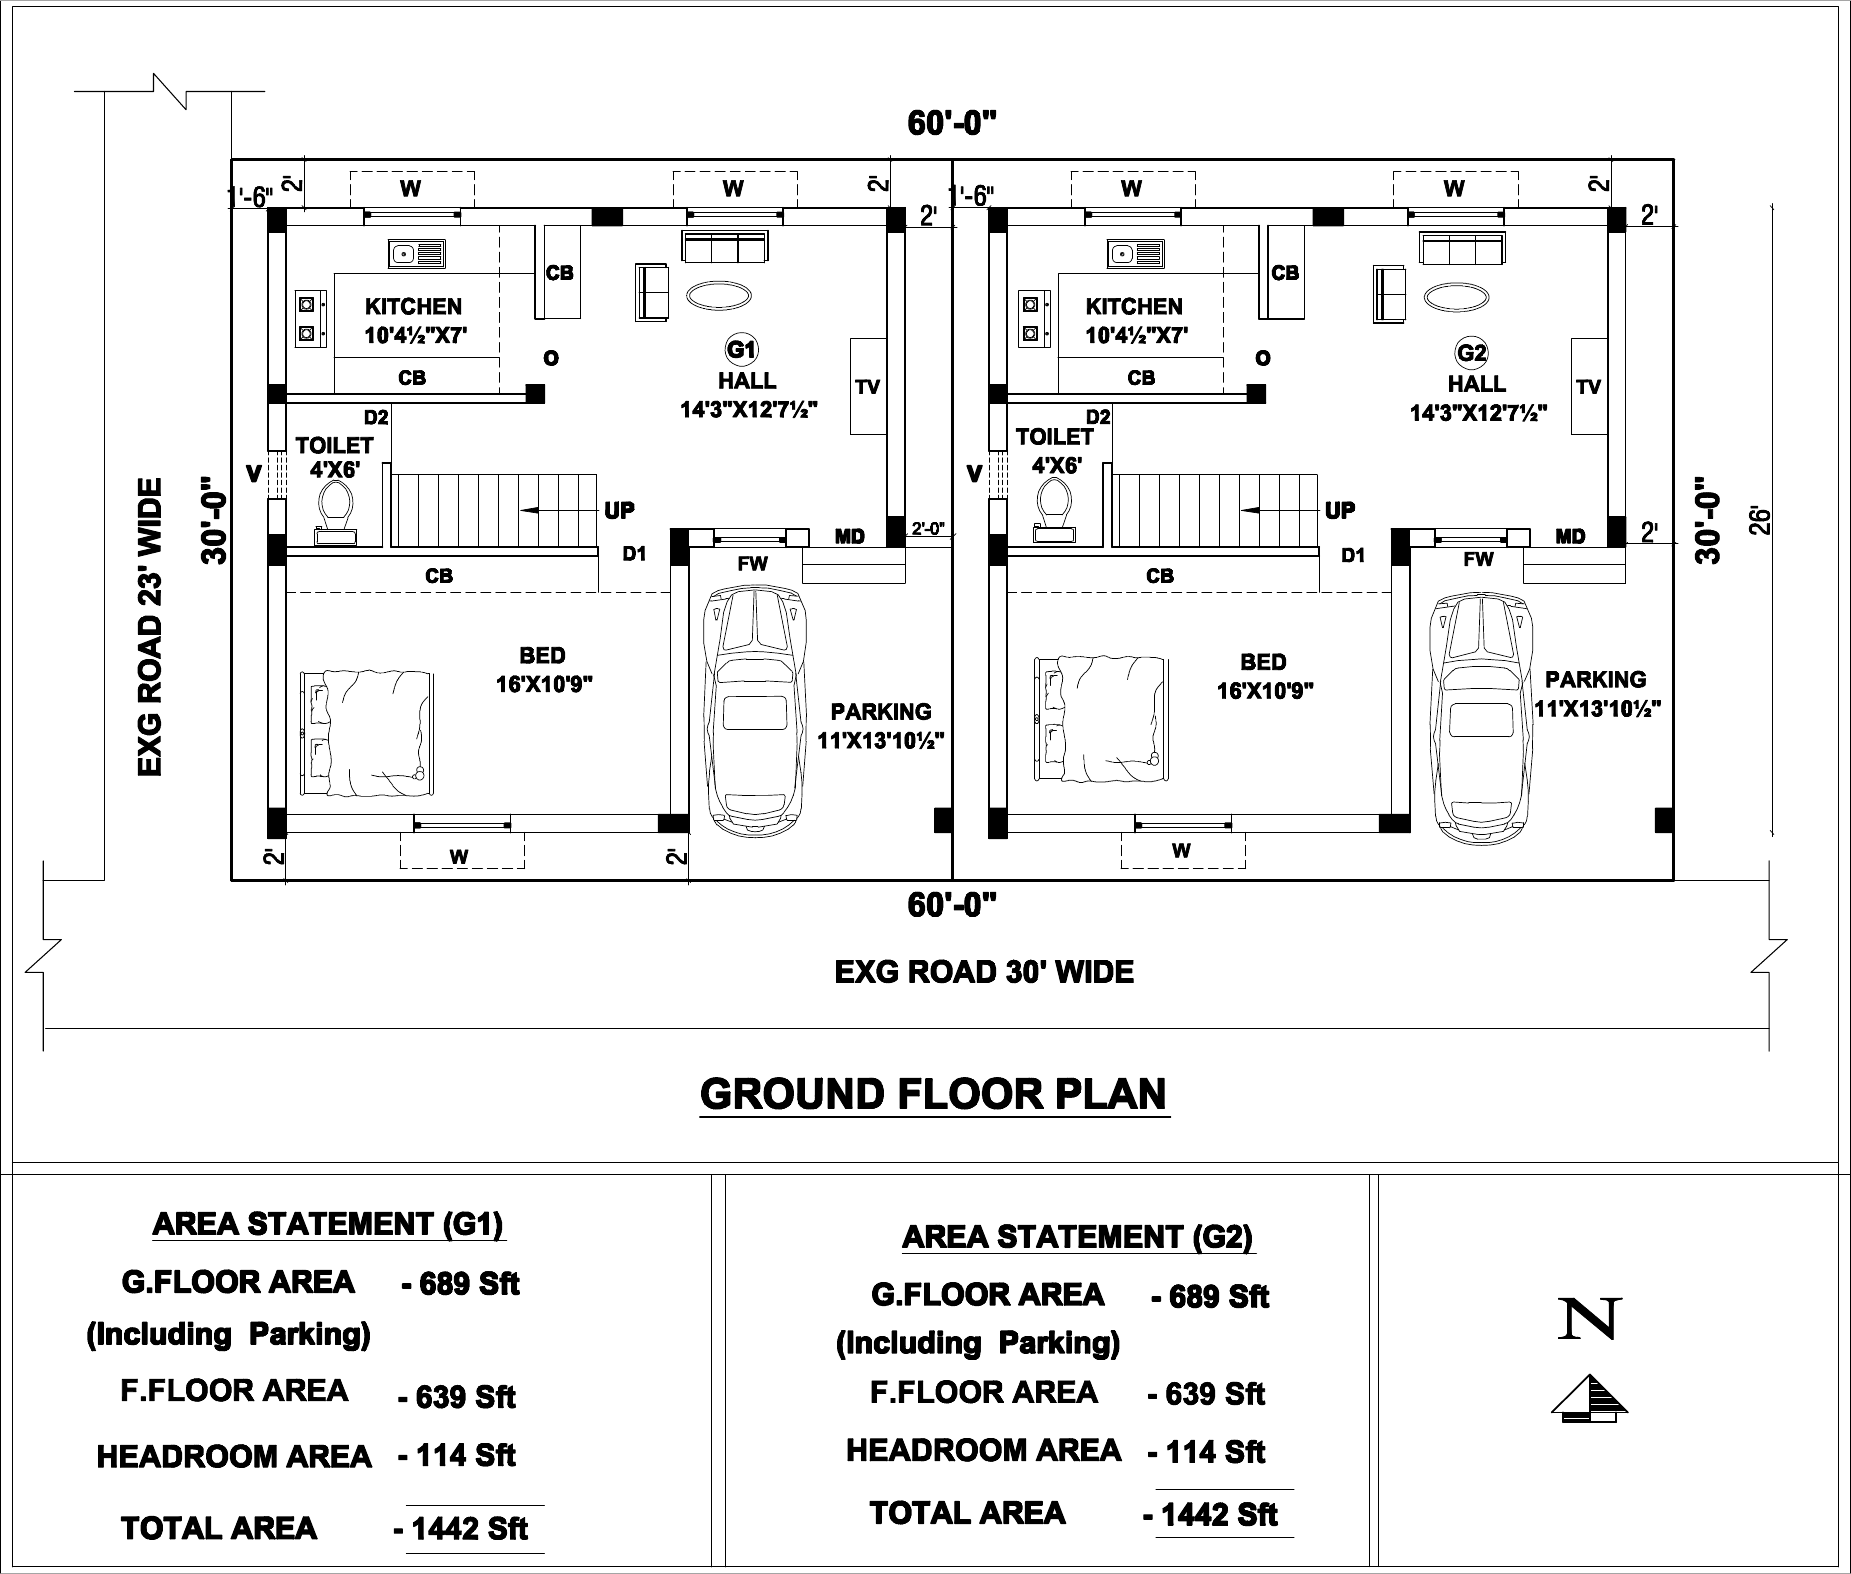 60'-0"
1'-6" 2' W W 2' 1'-6" W W 2'
2' 2'
CB CB
KITCHEN KITCHEN
10'4½"X7' 10'4½"X7'
G1 G2
O O
CB HALL TV CB HALL TV
14'3"X12'7½" 14'3"X12'7½"
D2 D2
TOILET TOILET
4'X6' 4'X6'
V V
UP UP
30'-0" 30'-0" 26'
2'-0" 2'
MD MD
D1 D1
FW FW
CB CB
EXG ROAD 23' WIDE
BED BED
16'X10'9" 16'X10'9"
PARKING PARKING
11'X13'10½" 11'X13'10½"
2' W 2' W
60'-0"
EXG ROAD 30' WIDE
GROUND FLOOR PLAN
AREA STATEMENT (G1)
G.FLOOR AREA - 689 Sft
(Including Parking)
F.FLOOR AREA - 639 Sft
HEADROOM AREA - 114 Sft
TOTAL AREA - 1442 Sft
AREA STATEMENT (G2)
G.FLOOR AREA - 689 Sft
(Including Parking)
F.FLOOR AREA - 639 Sft
HEADROOM AREA - 114 Sft
TOTAL AREA - 1442 Sft
N